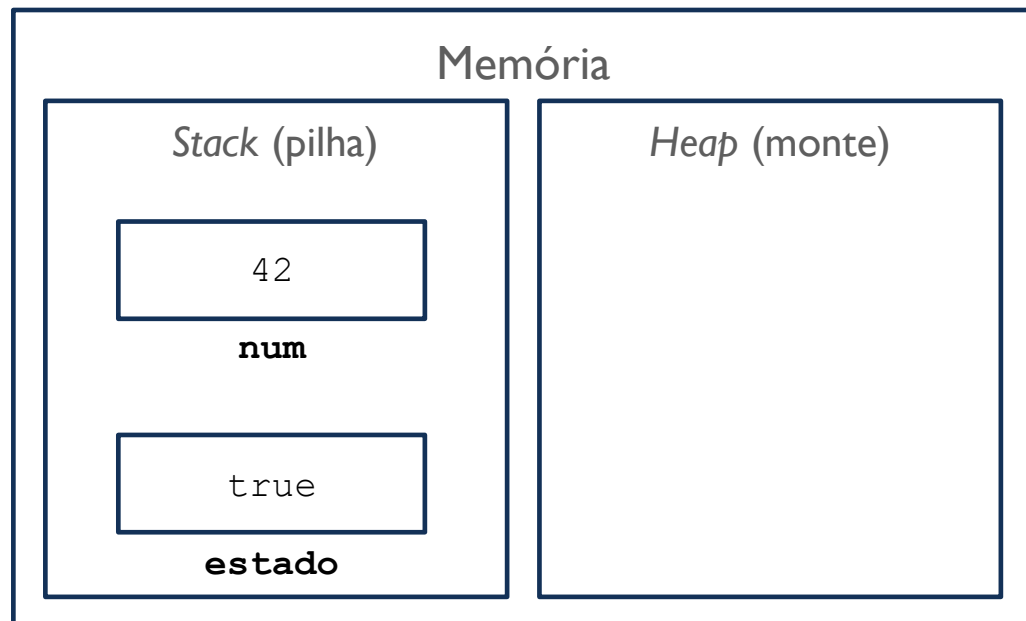 Memória
Stack (pilha)
42
num
true
estado
Heap (monte)